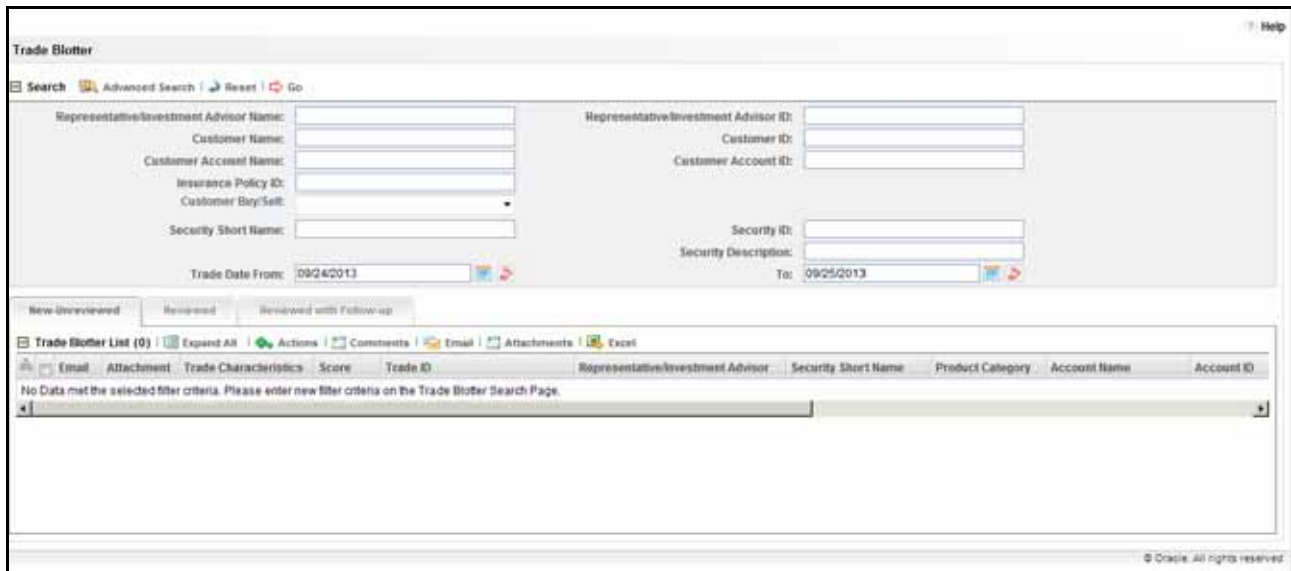 Help
Trade Blotter
Search Advanced Search | Reset | Go
Representative/Investment Advisor Name: Representative/Investment Advisor ID:
Customer Name: Customer ID:
Customer Account Name: Customer Account ID:
Insurance Policy ID:
Customer Buy/Sell:
Security Short Name: Security ID:
Security Description:
Trade Date From: 09/24/2013 To: 09/25/2013
New-Unreviewed Reviewed Reviewed with Follow-up
Trade Blotter List (0) | Expand All | Actions | Comments | Email | Attachments | Excel
Email Attachment Trade Characteristics Score Trade ID Representative/Investment Advisor Security Short Name Product Category Account Name Account ID
No Data met the selected filter criteria. Please enter new filter criteria on the Trade Blotter Search Page.
© Oracle. All rights reserved